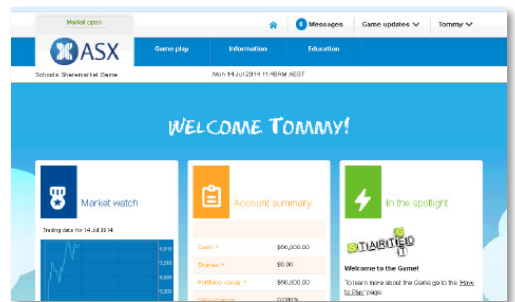 Market open
0 Messages Game updates Tommy
ASX
Game play Information Education
Schools Sharemarket Game
Mon 14 Jul 2014 11:48AM AEST
WELCOME TOMMY!
Market watch
Account summary
In the spotlight
Trading data for 14 Jul 2014
Cash: * $50,000.00
Shares: * $0.00
Portfolio value: * $50,000.00
0.000%
GETTING STARTED
Welcome to the Game!
To learn more about the Game go to the 'How to Play' page.